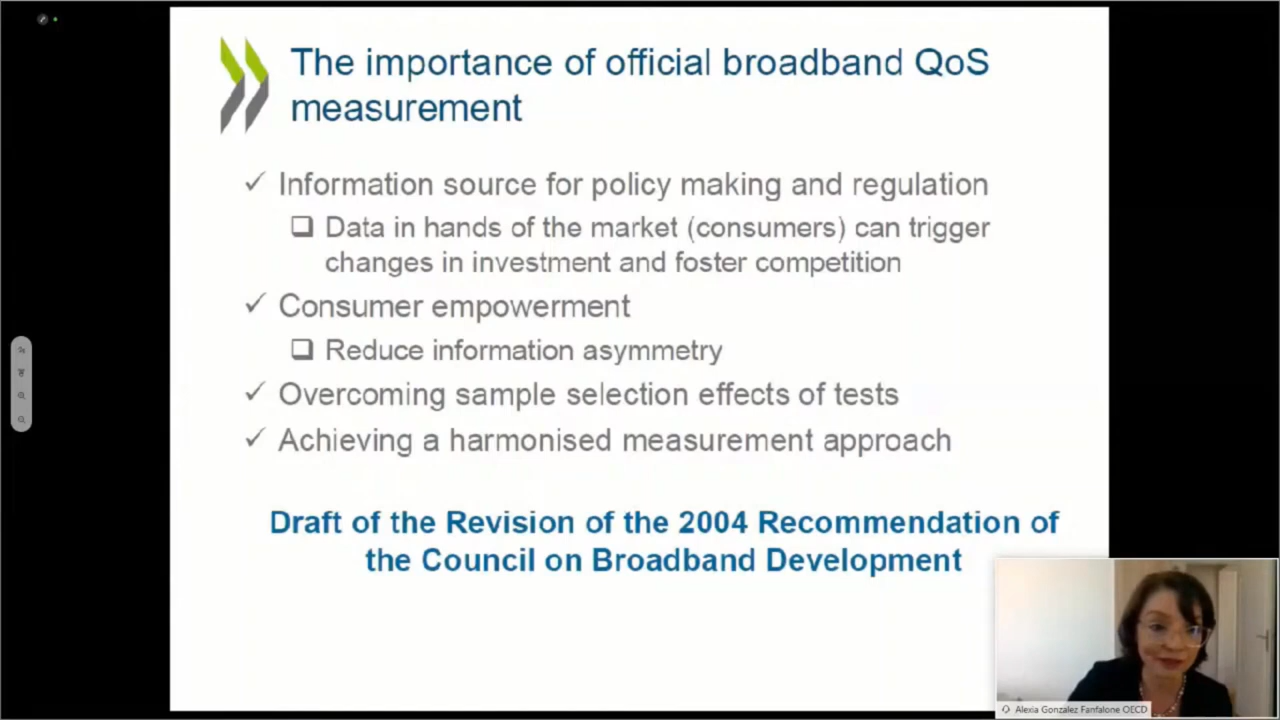 The importance of official broadband QoS
measurement
✓ Information source for policy making and regulation
❑ Data in hands of the market (consumers) can trigger
changes in investment and foster competition
✓ Consumer empowerment
❑ Reduce information asymmetry
✓ Overcoming sample selection effects of tests
✓ Achieving a harmonised measurement approach
Draft of the Revision of the 2004 Recommendation of
the Council on Broadband Development
Alexia Gonzalez Fanfalone OECD